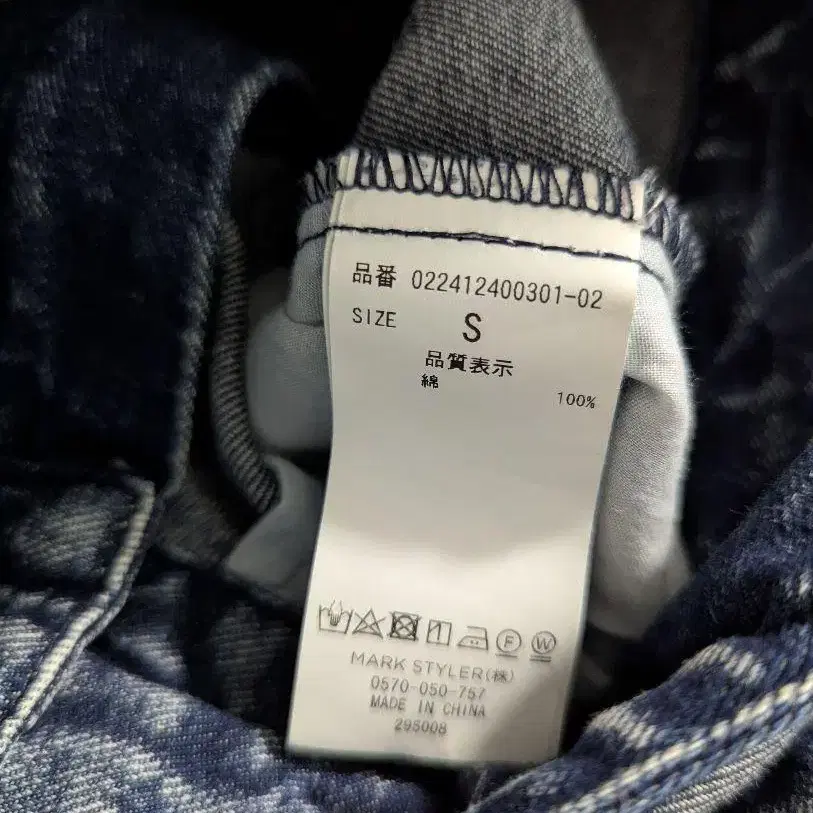 品番 022412400301-02
SIZE S
品質表示
綿 100%
F W
MARK STYLER(株)
0570-050-757
MADE IN CHINA
295008